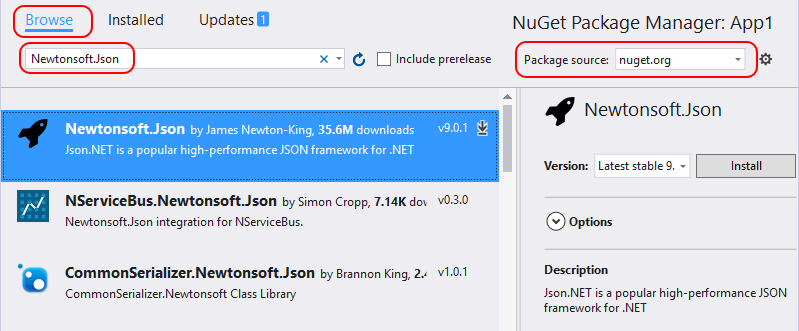 Browse Installed Updates 1 NuGet Package Manager: App1
Newtonsoft.Json Include prerelease Package source: nuget.org
Newtonsoft.Json by James Newton-King, 35.6M downloads v9.0.1
Json.NET is a popular high-performance JSON framework for .NET
NServiceBus.Newtonsoft.Json by Simon Cropp, 7.14K dow v0.3.0
Newtonsoft.Json integration for NServiceBus.
CommonSerializer.Newtonsoft.Json by Brannon King, 2.4 v1.0.1
CommonSerializer.Newtonsoft Class Library
Newtonsoft.Json
Version: Latest stable 9. Install
Options
Description
Json.NET is a popular high-performance JSON
framework for .NET